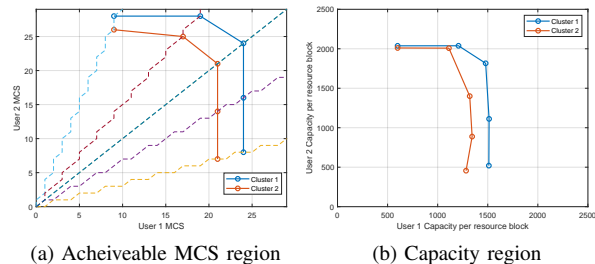 User 2 MCS
25
20
15
10
5
0
0 5 10 15 20 25
User 1 MCS
Cluster 1
Cluster 2
(a) Acheiveable MCS region
User 2 Capacity per resource block
2500
2000
1500
1000
500
0
0 500 1000 1500 2000 2500
User 1 Capacity per resource block
Cluster 1
Cluster 2
(b) Capacity region